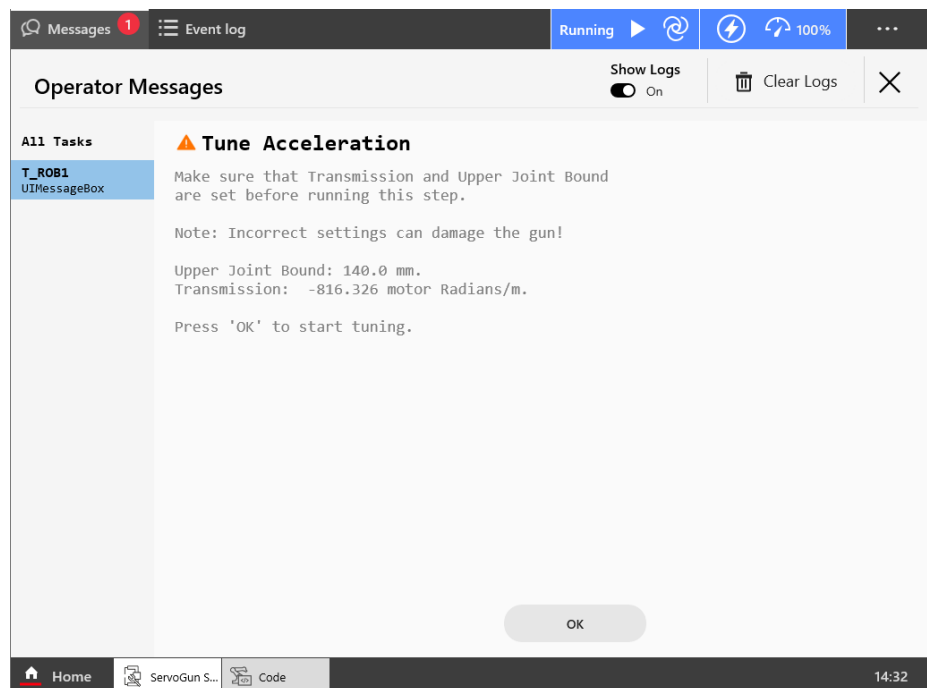 Messages 1
Event log
Running
100%
...
Operator Messages
Show Logs
On
Clear Logs
All Tasks
T_ROB1
UIMessageBox
Tune Acceleration
Make sure that Transmission and Upper Joint Bound
are set before running this step.
Note: Incorrect settings can damage the gun!
Upper Joint Bound: 140.0 mm.
Transmission:  -816.326 motor Radians/m.
Press 'OK' to start tuning.
OK
Home
ServoGun S...
Code
14:32